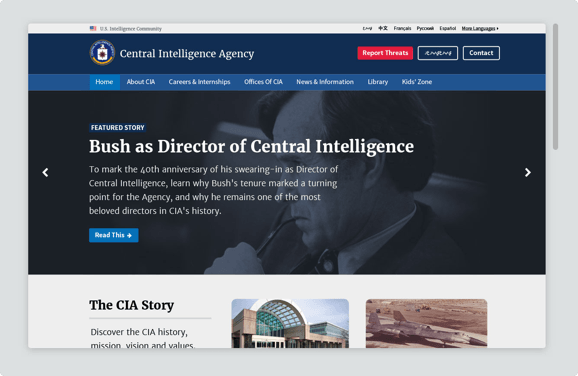 U.S. Intelligence Community
中文 Français Русский Español More Languages
Central Intelligence Agency
Report Threats
Contact
Home About CIA Careers & Internships Offices Of CIA News & Information Library Kids' Zone
FEATURED STORY
Bush as Director of Central Intelligence
To mark the 40th anniversary of his swearing-in as Director of
Central Intelligence, learn why Bush's tenure marked a turning
point for the Agency, and why he remains one of the most
beloved directors in CIA's history.
Read This
The CIA Story
Discover the CIA history,
mission, vision and values.